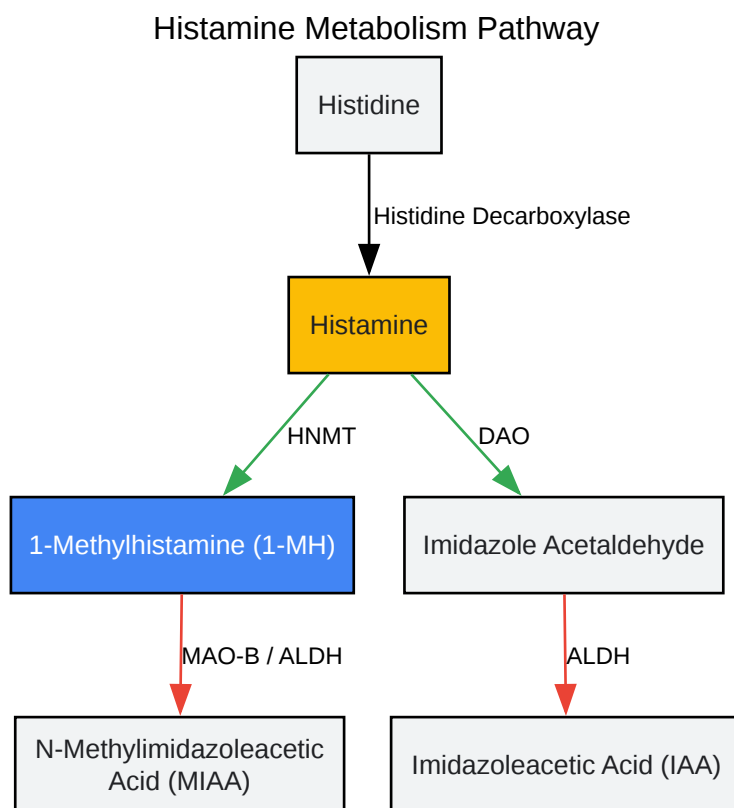 Histamine Metabolism Pathway
Histidine
Histidine Decarboxylase
Histamine
HNMT
DAO
1-Methylhistamine (1-MH)
Imidazole Acetaldehyde
MAO-B / ALDH
ALDH
N-Methylimidazoleacetic
Acid (MIAA)
Imidazoleacetic Acid (IAA)